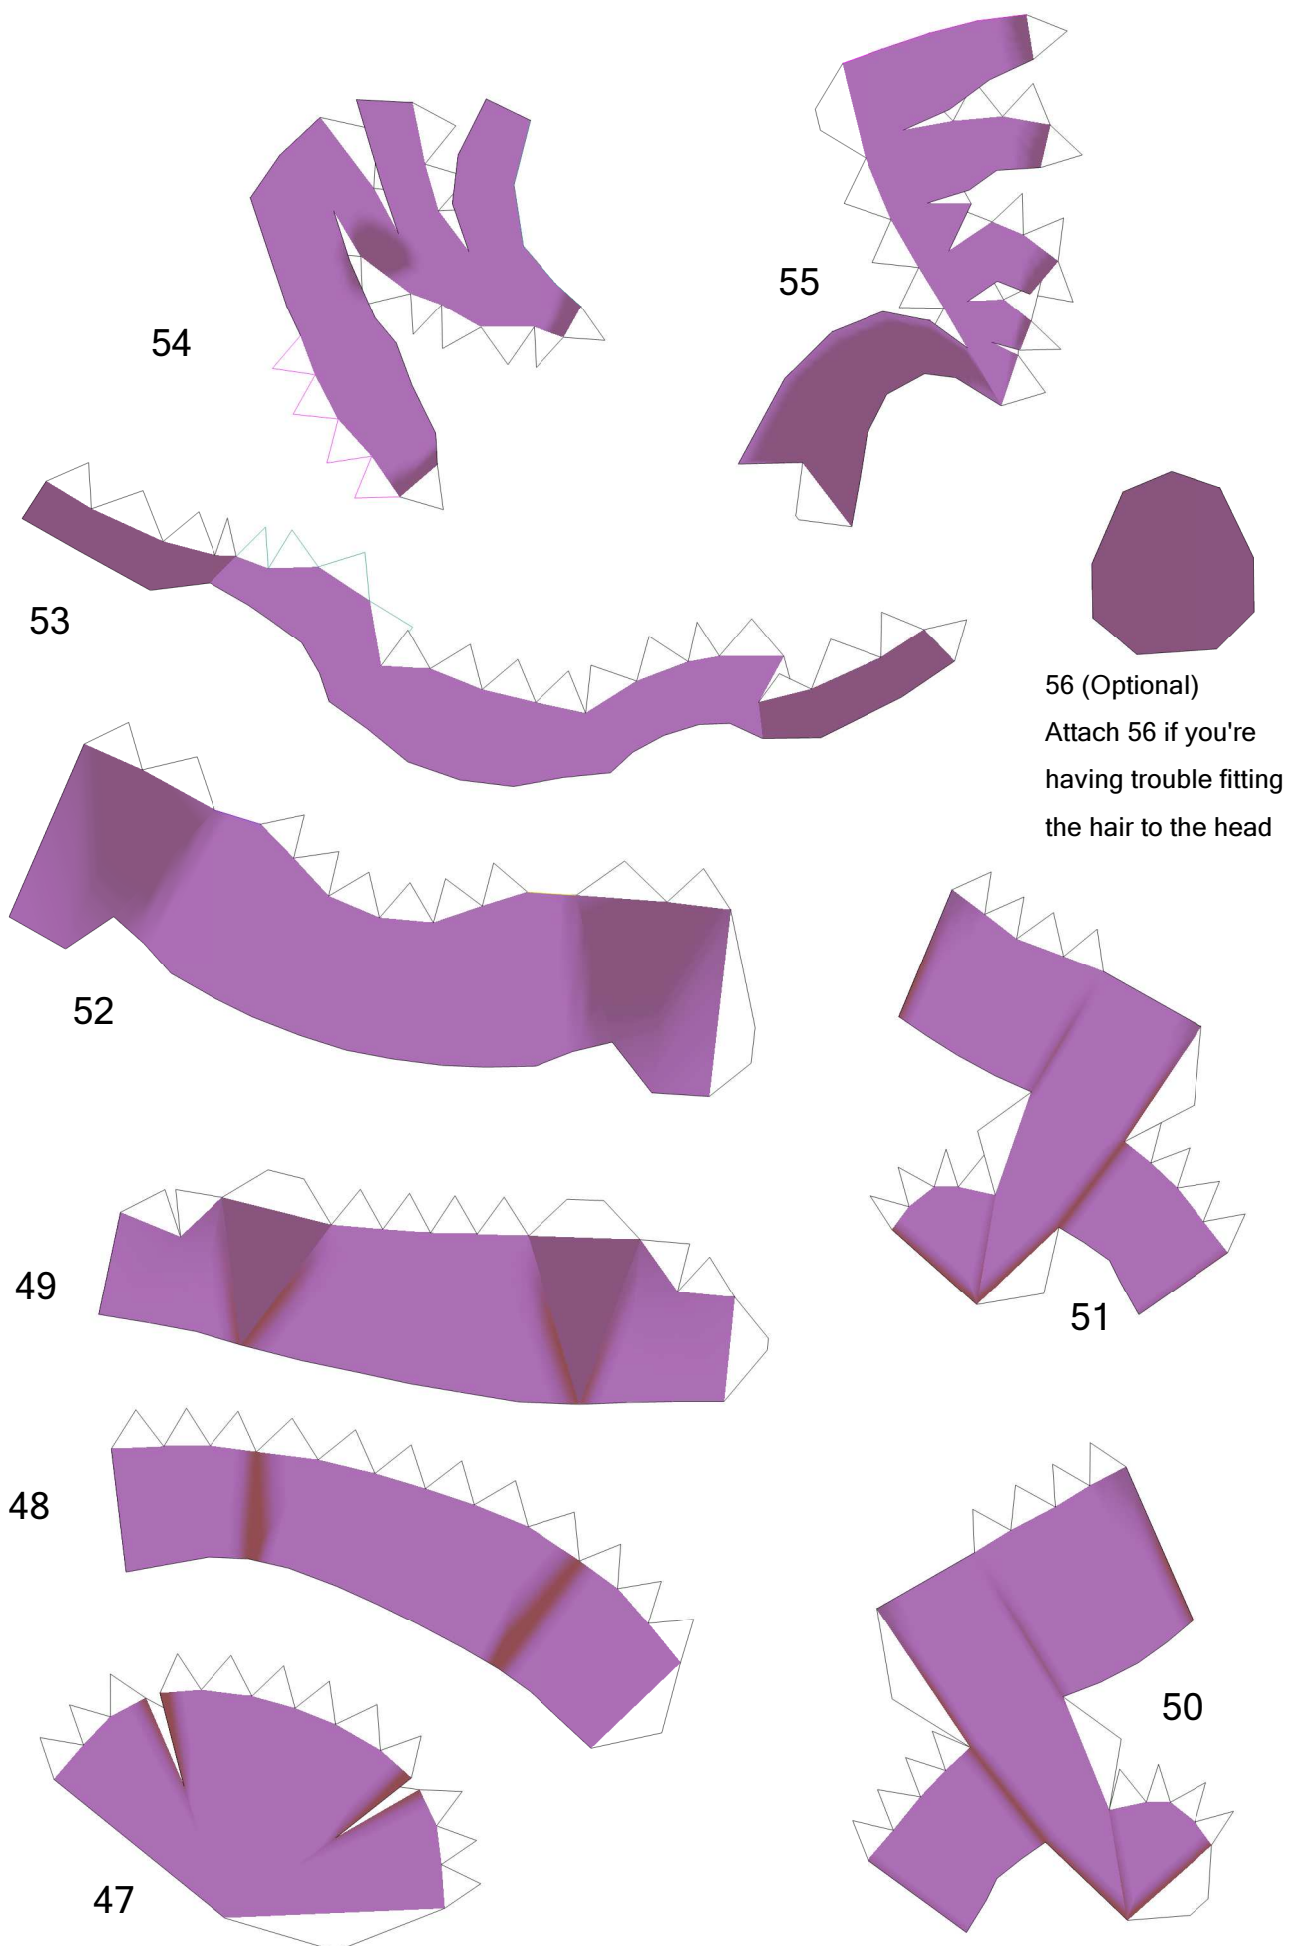 54
55
53
56 (Optional)
Attach 56 if you're
having trouble fitting
the hair to the head
52
51
49
48
50
47